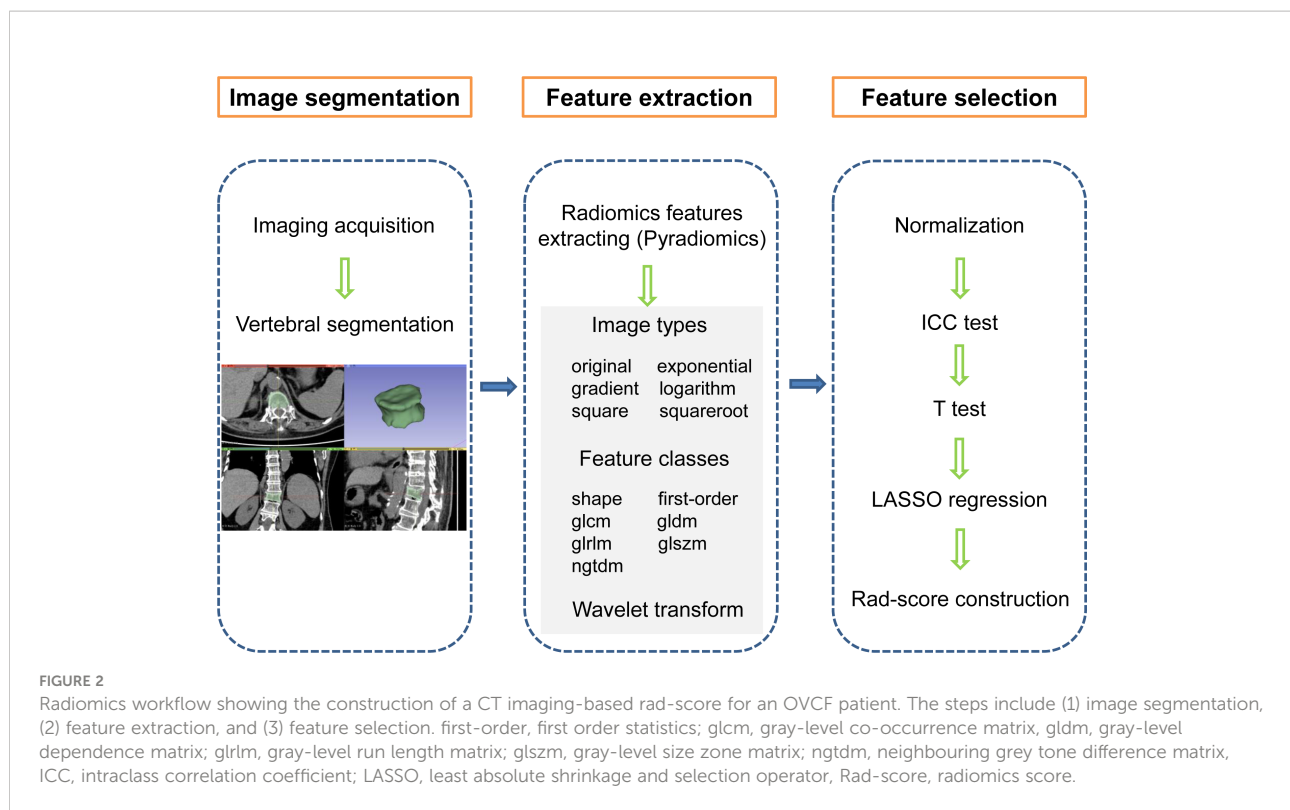 Image segmentation
Imaging acquisition
Vertebral segmentation
Feature extraction
Radiomics features
extracting (Pyradiomics)
Image types
original exponential
gradient logarithm
square squareroot
Feature classes
shape first-order
glcm gldm
glrlm glszm
ngtdm
Wavelet transform
Feature selection
Normalization
ICC test
T test
LASSO regression
Rad-score construction
FIGURE 2
Radiomics workflow showing the construction of a CT imaging-based rad-score for an OVCF patient. The steps include (1) image segmentation,
(2) feature extraction, and (3) feature selection. first-order, first order statistics; glcm, gray-level co-occurrence matrix, gldm, gray-level
dependence matrix; glrlm, gray-level run length matrix; glszm, gray-level size zone matrix; ngtdm, neighbouring grey tone difference matrix,
ICC, intraclass correlation coefficient; LASSO, least absolute shrinkage and selection operator, Rad-score, radiomics score.